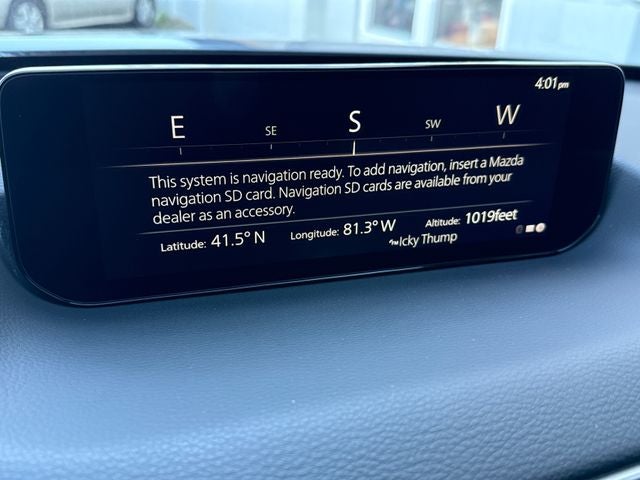 4:01pm
E SE S SW W
This system is navigation ready. To add navigation, insert a Mazda
navigation SD card. Navigation SD cards are available from your
dealer as an accessory.
Latitude: 41.5° N Longitude: 81.3° W Altitude: 1019feet
Icky Thump